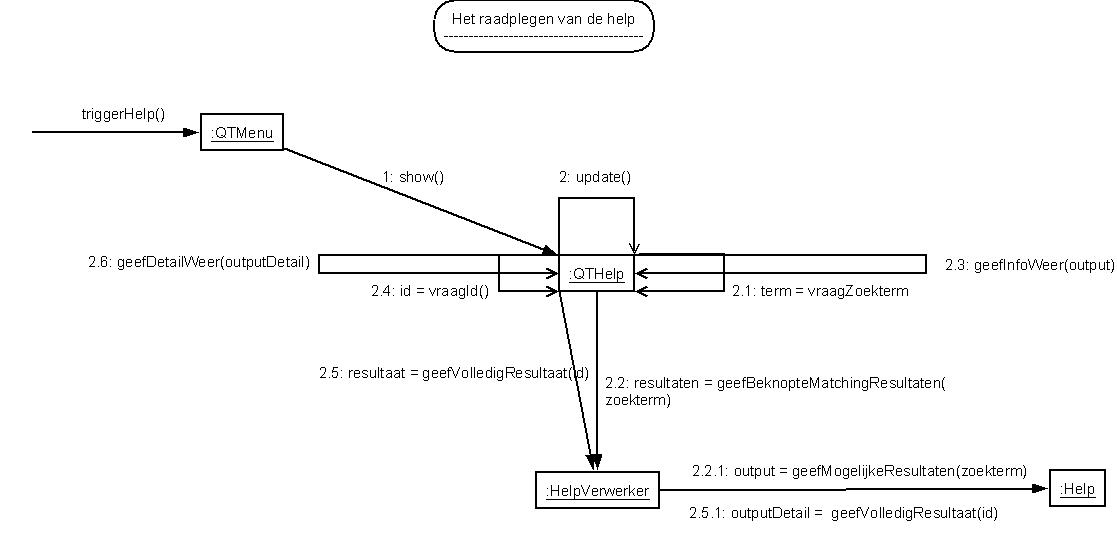 Het raadplegen van de help
triggerHelp()
:QTMenu
1: show()
2: update()
2.6: geefDetailWeer(outputDetail)
:QTHelp
2.3: geefInfoWeer(output)
2.4: id = vraagId()
2.1: term = vraagZoekterm
2.5: resultaat = geefVolledigResultaat(id)
2.2: resultaten = geefBeknopteMatchingResultaten(
zoekterm)
:HelpVerwerker
2.2.1: output = geefMogelijkeResultaten(zoekterm)
:Help
2.5.1: outputDetail =  geefVolledigResultaat(id)